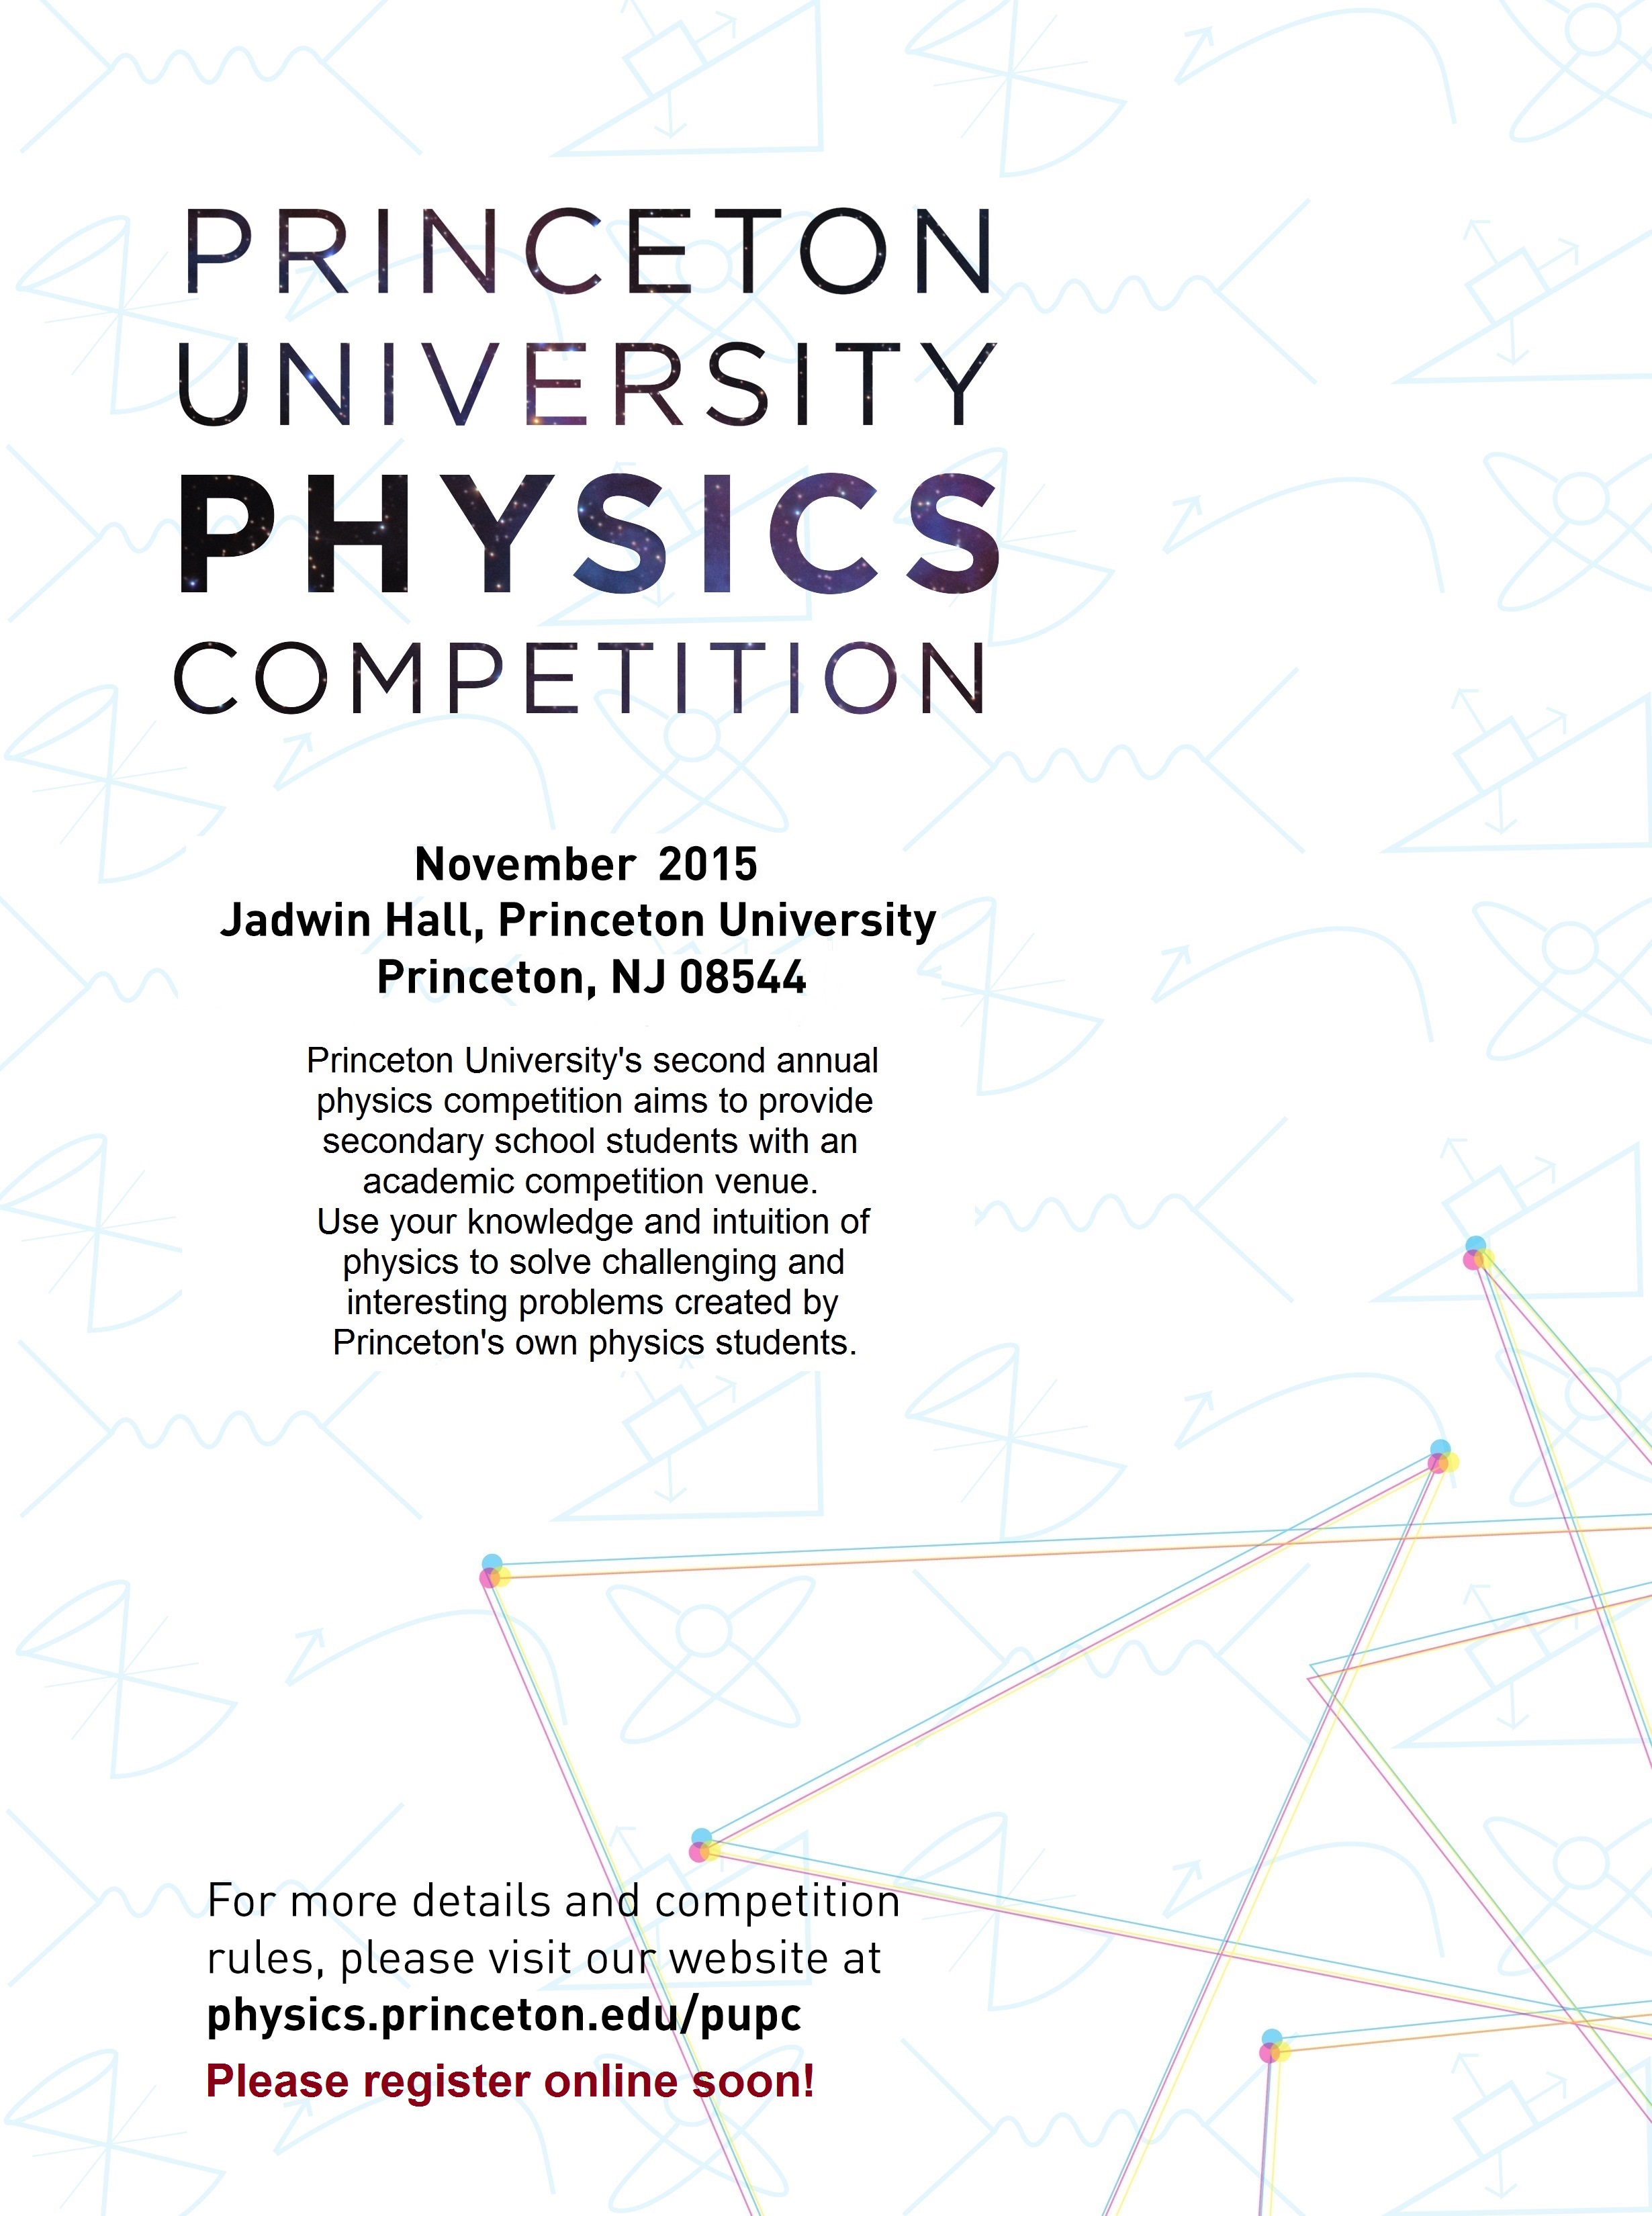 PRINCETON
UNIVERSITY
PHYSICS
COMPETITION
November 2015
Jadwin Hall, Princeton University
Princeton, NJ 08544
Princeton University's second annual
physics competition aims to provide
secondary school students with an
academic competition venue.
Use your knowledge and intuition of
physics to solve challenging and
interesting problems created by
Princeton's own physics students.
For more details and competition
rules, please visit our website at
physics.princeton.edu/pupc
Please register online soon!